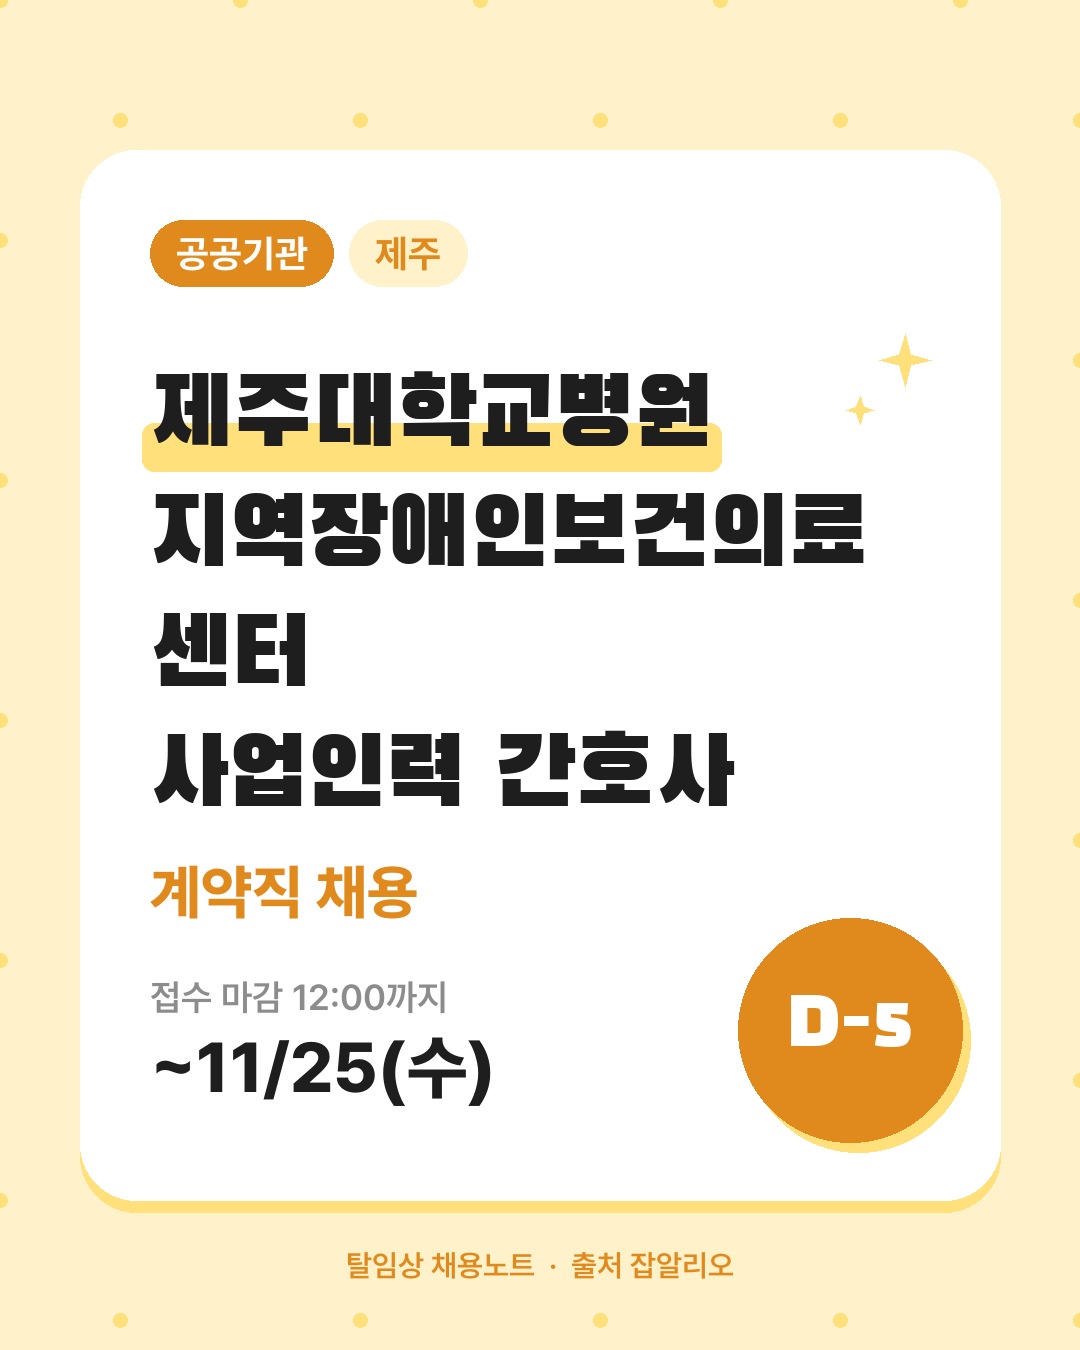 공공기관 제주
제주대학교병원
지역장애인보건의료
센터
사업인력 간호사
계약직 채용
접수 마감 12:00까지
~11/25(수)
D-5
탈임상 채용노트 · 출처 잡알리오